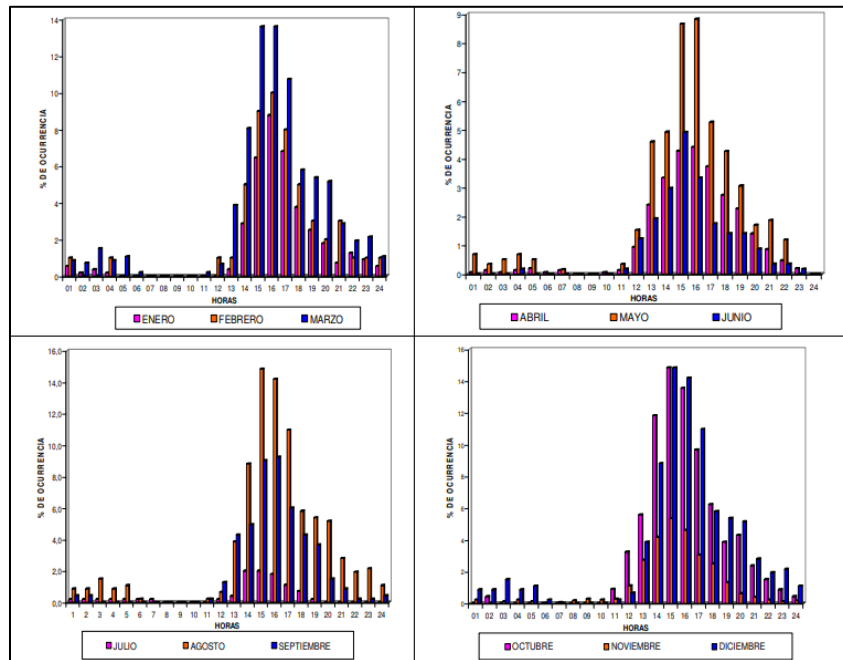 14
12
10
8
6
4
2
0
% DE OCURRENCIA
01 02 03 04 05 06 07 08 09 10 11 12 13 14 15 16 17 18 19 20 21 22 23 24
HORAS
ENERO FEBRERO MARZO
9
8
7
6
5
4
3
2
1
0
% DE OCURRENCIA
01 02 03 04 05 06 07 08 09 10 11 12 13 14 15 16 17 18 19 20 21 22 23 24
HORAS
ABRIL MAYO JUNIO
16,0
14,0
12,0
10,0
8,0
6,0
4,0
2,0
0,0
% DE OCURRENCIA
1 2 3 4 5 6 7 8 9 10 11 12 13 14 15 16 17 18 19 20 21 22 23 24
HORAS
JULIO AGOSTO SEPTIEMBRE
16
14
12
10
8
6
4
2
0
% DE OCURRENCIA
01 02 03 04 05 06 07 08 09 10 11 12 13 14 15 16 17 18 19 20 21 22 23 24
HORAS
OCTUBRE NOVIEMBRE DICIEMBRE